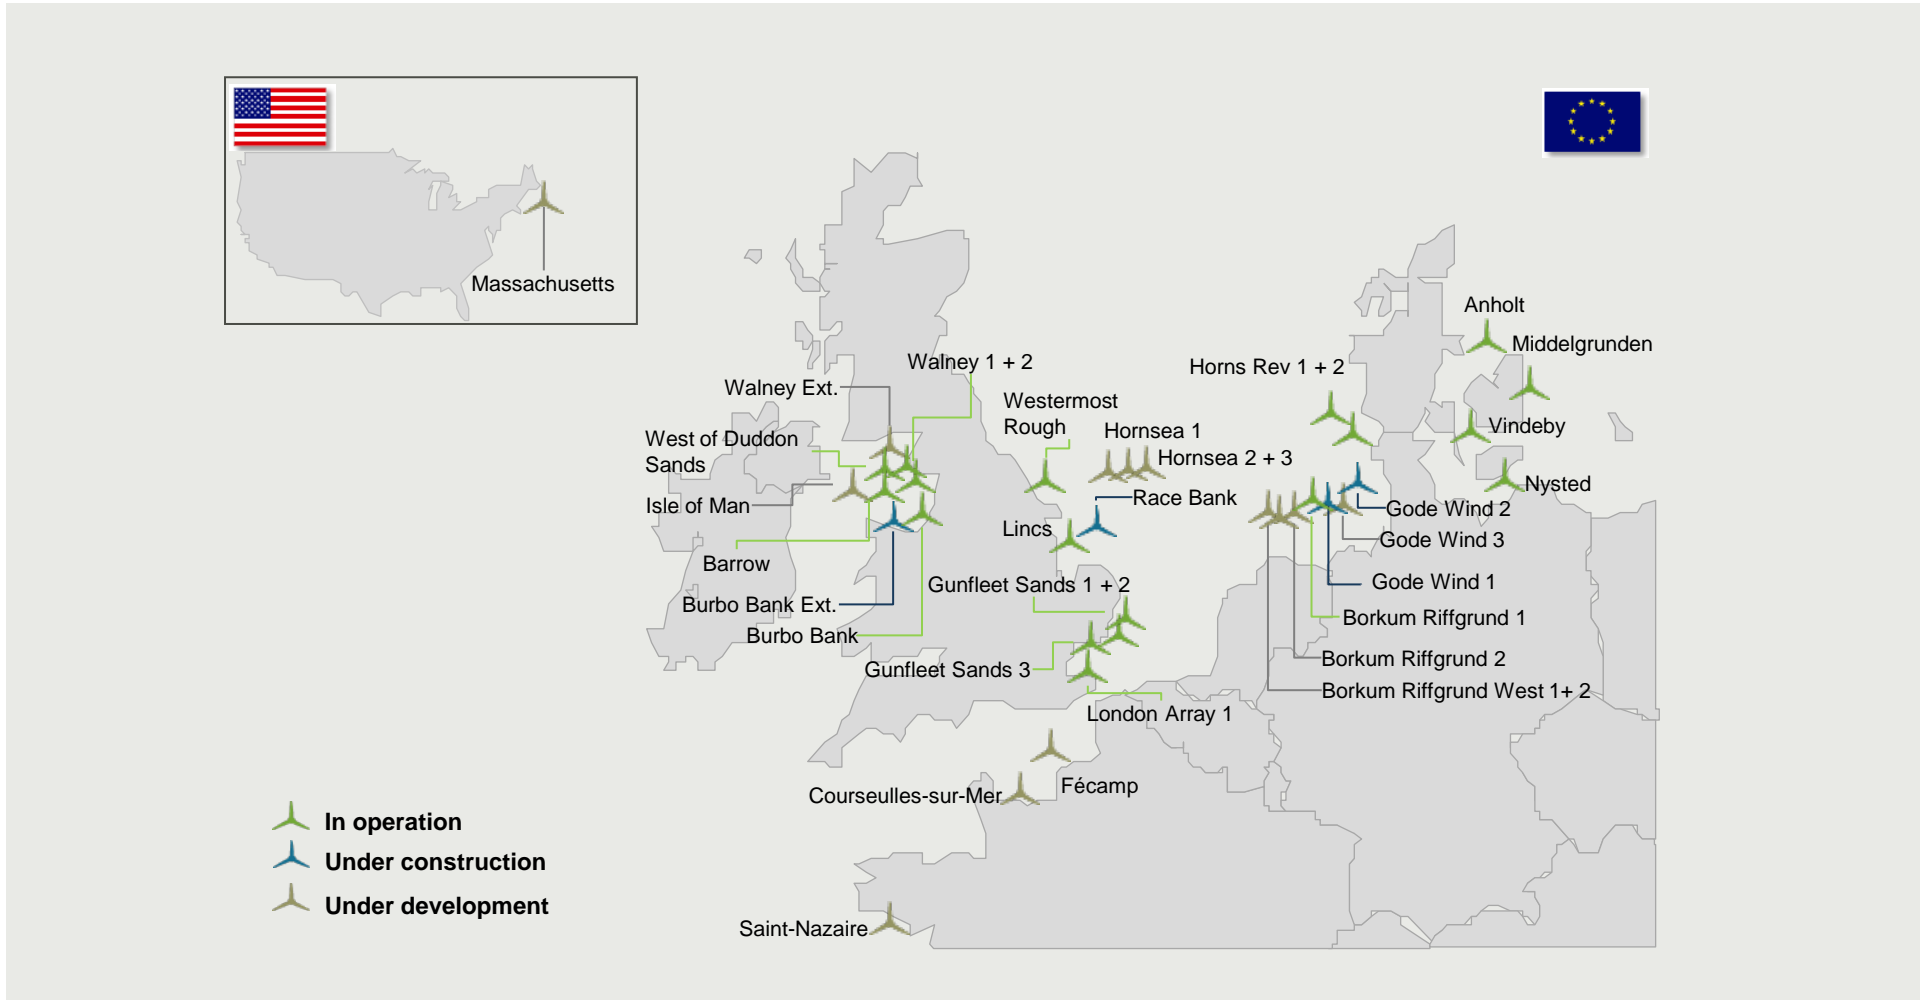 Massachusetts
Anholt
Middelgrunden
Walney 1 + 2
Horns Rev 1 + 2
Walney Ext.
Westermost
Rough
Hornsea 1
Vindeby
West of Duddon
Sands
Hornsea 2 + 3
Nysted
Isle of Man
Race Bank
Gode Wind 2
Lincs
Gode Wind 3
Barrow
Gunfleet Sands 1 + 2
Gode Wind 1
Burbo Bank Ext.
Borkum Riffgrund 1
Burbo Bank
Borkum Riffgrund 2
Gunfleet Sands 3
Borkum Riffgrund West 1+ 2
London Array 1
Fécamp
Courseulles-sur-Mer
In operation
Under construction
Under development
Saint-Nazaire